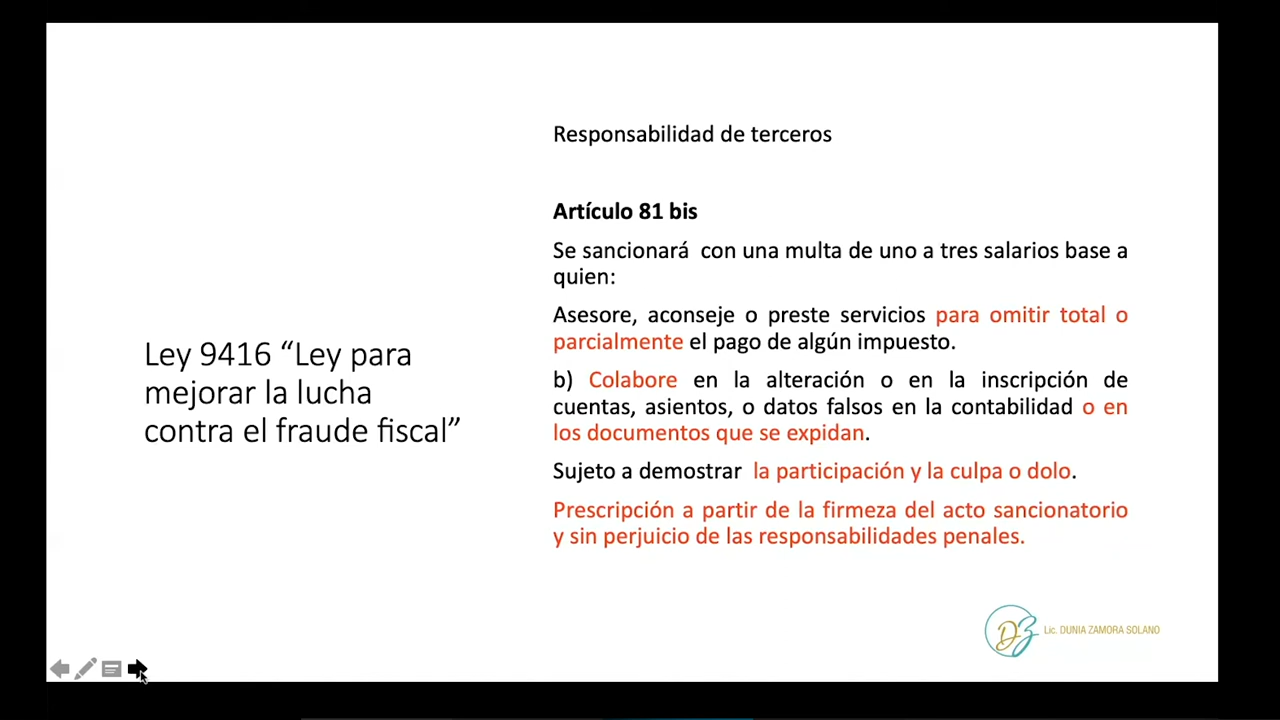 Responsabilidad de terceros
Artículo 81 bis
Se sancionará con una multa de uno a tres salarios base a
quien:
Asesore, aconseje o preste servicios para omitir total o
parcialmente el pago de algún impuesto.
b) Colabore en la alteración o en la inscripción de
cuentas, asientos, o datos falsos en la contabilidad o en
los documentos que se expidan.
Sujeto a demostrar la participación y la culpa o dolo.
Prescripción a partir de la firmeza del acto sancionatorio
y sin perjuicio de las responsabilidades penales.
Ley 9416 “Ley para
mejorar la lucha
contra el fraude fiscal”
DZ Lic. DUNIA ZAMORA SOLANO